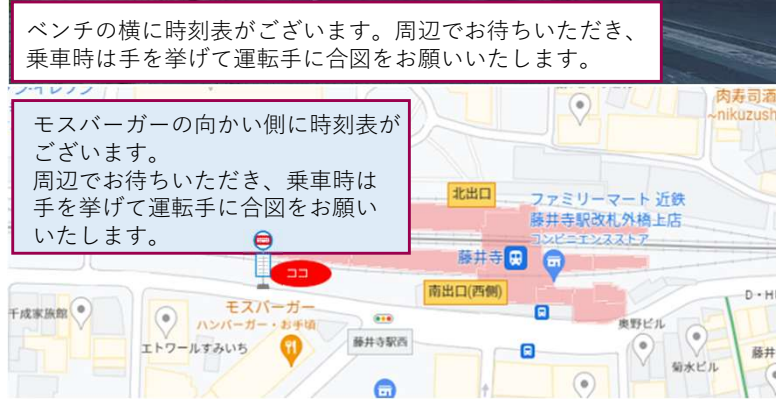 ベンチの横に時刻表がございます。周辺でお待ちいただき、
乗車時は手を挙げて運転手に合図をお願いいたします。
モスバーガーの向かい側に時刻表が
ございます。
周辺でお待ちいただき、乗車時は
手を挙げて運転手に合図をお願い
いたします。
肉寿司酒
~nikuzush
北出口
ファミリーマート 近鉄
藤井寺駅改札外橋上店
コンビニエンスストア
藤井寺
ココ
南出口(西側)
モスバーガー
ハンバーガー・お手頃
千成家旅館
エトワールすみいち
藤井寺駅西
奥野ビル
菊水ビル
D・H
藤井